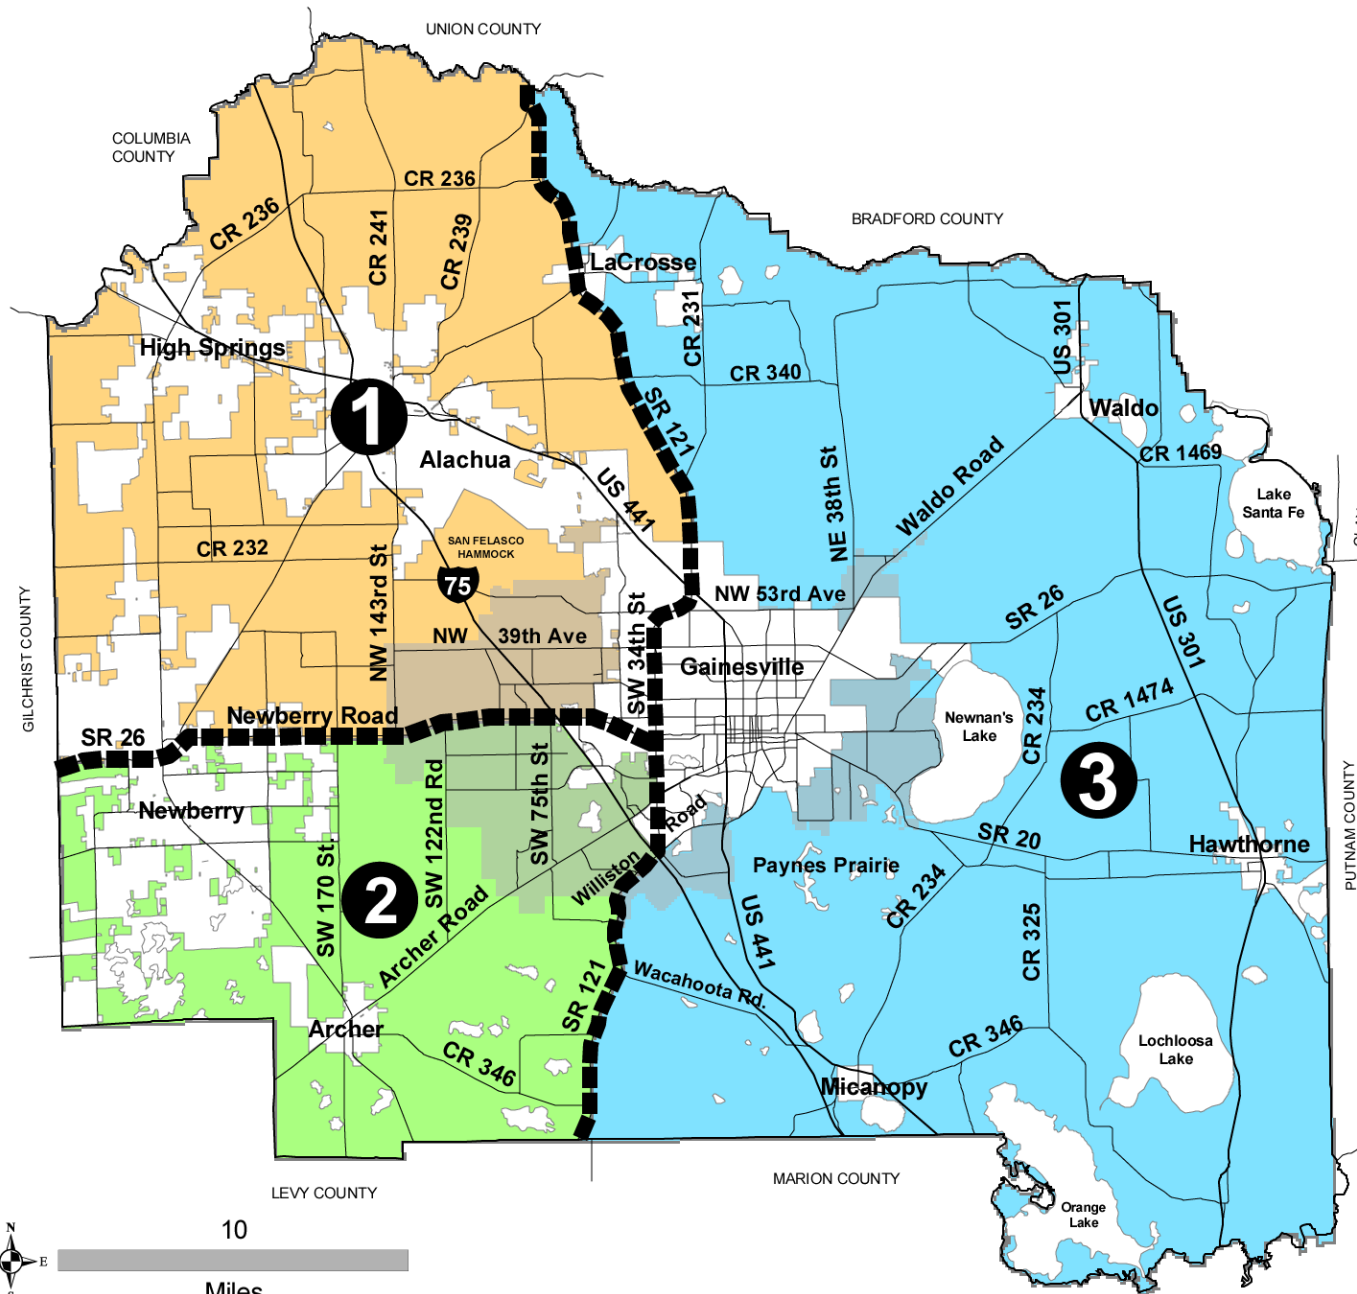 UNION COUNTY
COLUMBIA
COUNTY
CR 236
BRADFORD COUNTY
CR 236
CR 241
CR 239
LaCrosse
CR 231
US 301
High Springs
CR 340
Waldo
1
SR 121
Alachua
CR 1469
Waldo Road
US 441
NE 38th St
Lake
Santa Fe
SAN FELASCO
HAMMOCK
CR 232
NW 143rd St
75
NW 53rd Ave
SR 26
GILCHRIST COUNTY
NW 39th Ave
SW 34th St
US 301
Gainesville
CR 234
CR 1474
Newberry Road
SR 26
Newnan's
Lake
SW 75th St
SW 122nd Rd
3
Newberry
Road
PUTNAM COUNTY
SR 20
Hawthorne
SW 170 St.
Paynes Prairie
Williston
2
CR 234
Archer Road
US 441
CR 325
SR 121
Wacahoota Rd.
Archer
CR 346
CR 346
Lochloosa
Lake
Micanopy
LEVY COUNTY
MARION COUNTY
Orange
Lake
N
10
E
Miles